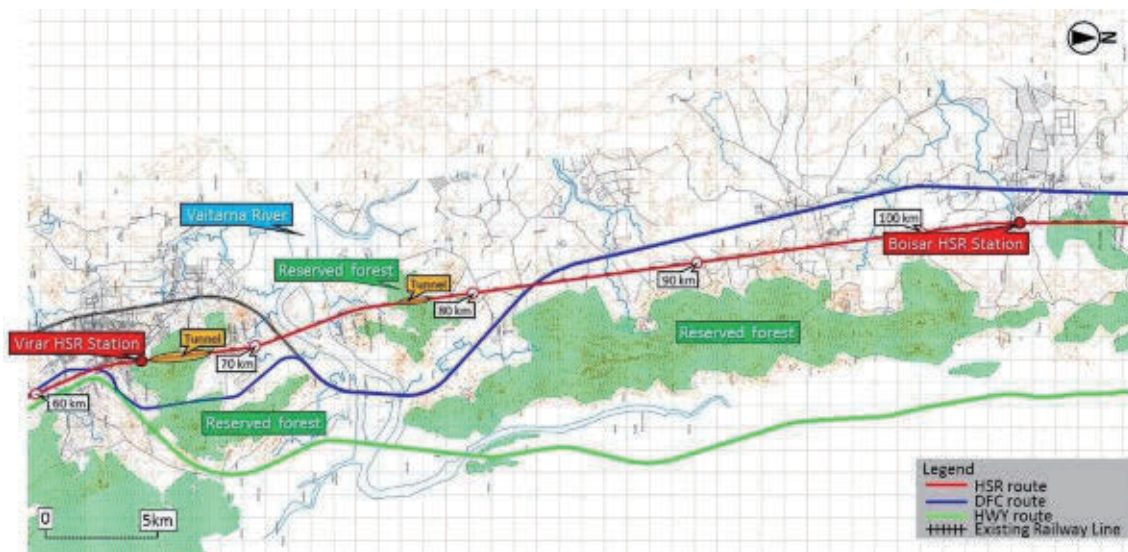 N
Vaitarna River
100 km
Boisar HSR Station
Reserved forest
Tunnel
80 km
90 km
Reserved forest
Virar HSR Station
Tunnel
70 km
60 km
Reserved forest
0
5km
Legend
HSR route
DFC route
HWY route
Existing Railway Line